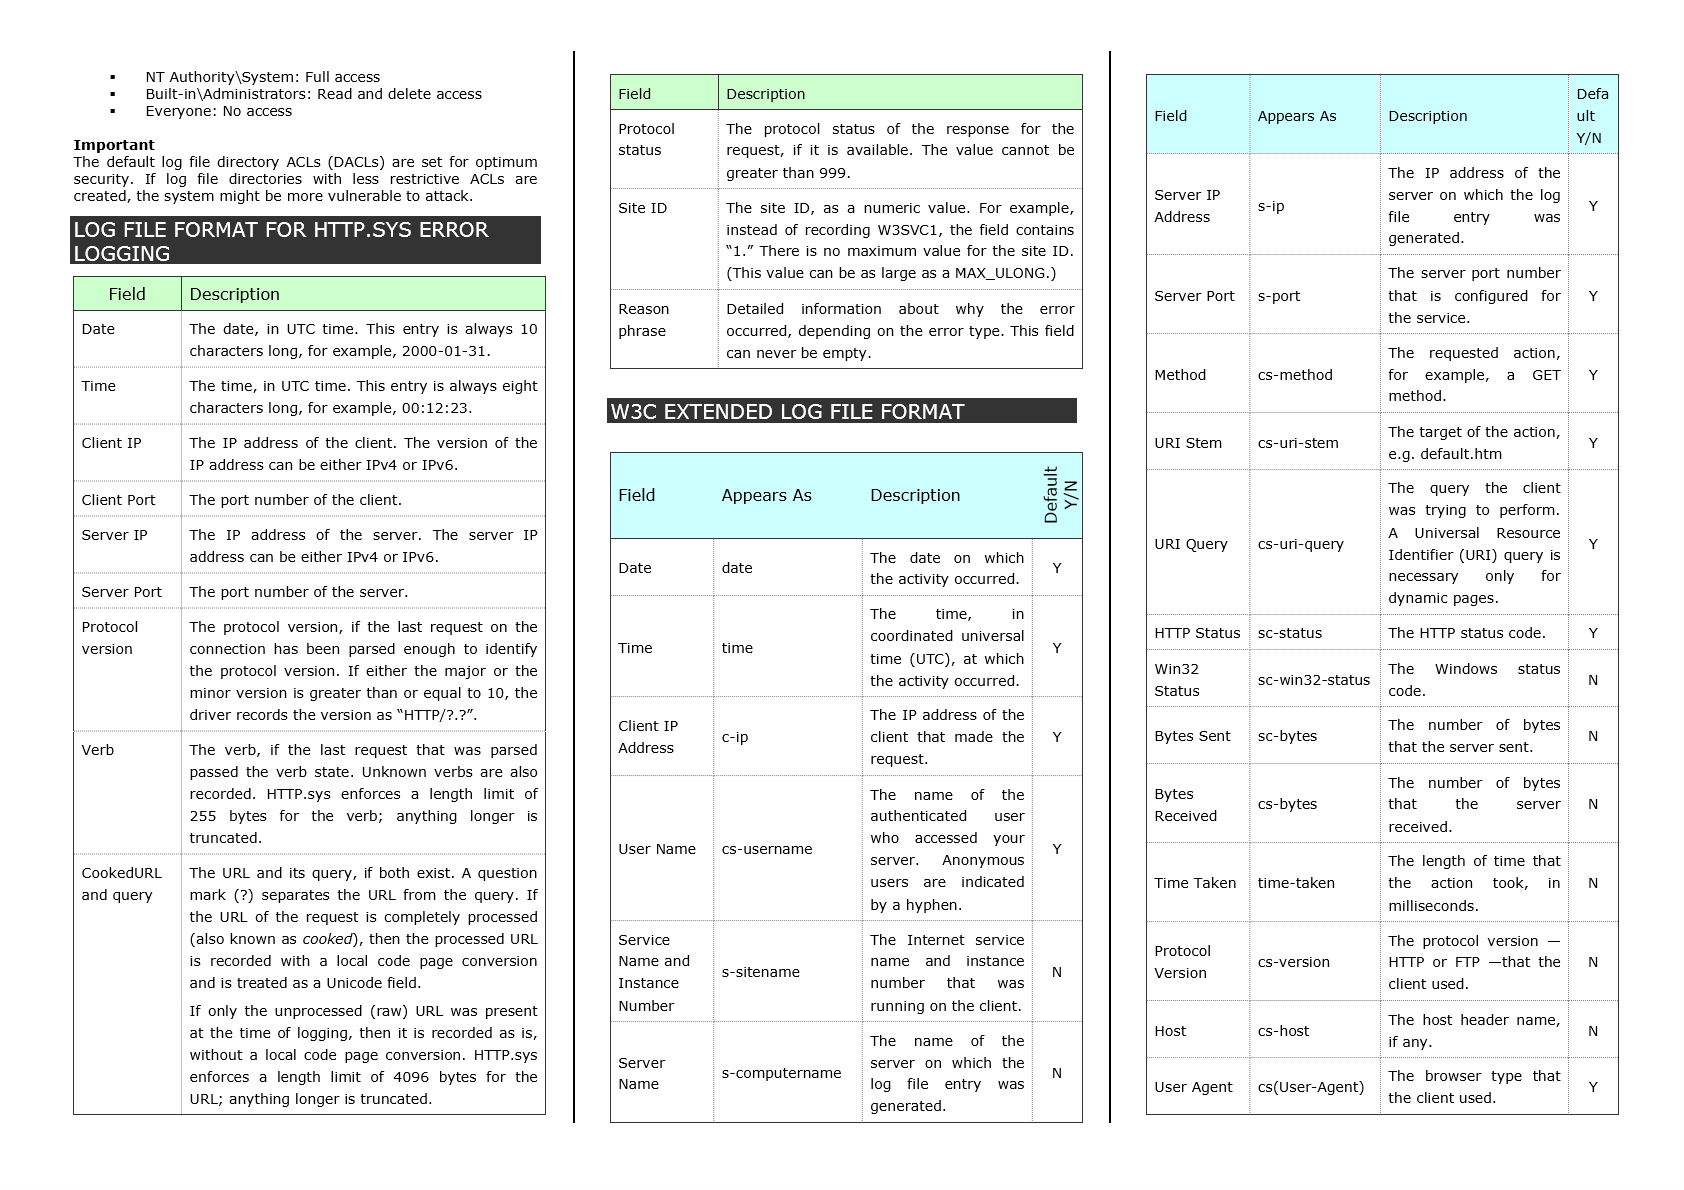 ▪ NT Authority\System: Full access
▪ Built-in\Administrators: Read and delete access
▪ Everyone: No access
Important
The default log file directory ACLs (DACLs) are set for optimum
security. If log file directories with less restrictive ACLs are
created, the system might be more vulnerable to attack.
LOG FILE FORMAT FOR HTTP.SYS ERROR
LOGGING
Field Description
Date The date, in UTC time. This entry is always 10
characters long, for example, 2000-01-31.
Time The time, in UTC time. This entry is always eight
characters long, for example, 00:12:23.
Client IP The IP address of the client. The version of the
IP address can be either IPv4 or IPv6.
Client Port The port number of the client.
Server IP The IP address of the server. The server IP
address can be either IPv4 or IPv6.
Server Port The port number of the server.
Protocol The protocol version, if the last request on the
version connection has been parsed enough to identify
the protocol version. If either the major or the
minor version is greater than or equal to 10, the
driver records the version as “HTTP/?.?”.
Verb The verb, if the last request that was parsed
passed the verb state. Unknown verbs are also
recorded. HTTP.sys enforces a length limit of
255 bytes for the verb; anything longer is
truncated.
CookedURL The URL and its query, if both exist. A question
and query mark (?) separates the URL from the query. If
the URL of the request is completely processed
(also known as cooked), then the processed URL
is recorded with a local code page conversion
and is treated as a Unicode field.
If only the unprocessed (raw) URL was present
at the time of logging, then it is recorded as is,
without a local code page conversion. HTTP.sys
enforces a length limit of 4096 bytes for the
URL; anything longer is truncated.
Field Description
Protocol The protocol status of the response for the
status request, if it is available. The value cannot be
greater than 999.
Site ID The site ID, as a numeric value. For example,
instead of recording W3SVC1, the field contains
“1.” There is no maximum value for the site ID.
(This value can be as large as a MAX_ULONG.)
Reason Detailed information about why the error
phrase occurred, depending on the error type. This field
can never be empty.
W3C EXTENDED LOG FILE FORMAT
Field Appears As Description Default
Y/N
Date date The date on which
the activity occurred. Y
Time time The time, in
coordinated universal
time (UTC), at which
the activity occurred. Y
Client IP
Address c-ip The IP address of the
client that made the
request. Y
User Name cs-username The name of the
authenticated user
who accessed your
server. Anonymous
users are indicated
by a hyphen. Y
Service
Name and
Instance
Number s-sitename The Internet service
name and instance
number that was
running on the client. N
Server
Name s-computername The name of the
server on which the
log file entry was
generated. N
Field Appears As Description Defa
ult
Y/N
Server IP
Address s-ip The IP address of the
server on which the log
file entry was
generated. Y
Server Port s-port The server port number
that is configured for
the service. Y
Method cs-method The requested action,
for example, a GET
method. Y
URI Stem cs-uri-stem The target of the action,
e.g. default.htm Y
URI Query cs-uri-query The query the client
was trying to perform.
A Universal Resource
Identifier (URI) query is
necessary only for
dynamic pages. Y
HTTP Status sc-status The HTTP status code. Y
Win32
Status sc-win32-status The Windows status
code. N
Bytes Sent sc-bytes The number of bytes
that the server sent. N
Bytes
Received cs-bytes The number of bytes
that the server
received. N
Time Taken time-taken The length of time that
the action took, in
milliseconds. N
Protocol
Version cs-version The protocol version —
HTTP or FTP —that the
client used. N
Host cs-host The host header name,
if any. N
User Agent cs(User-Agent) The browser type that
the client used. Y